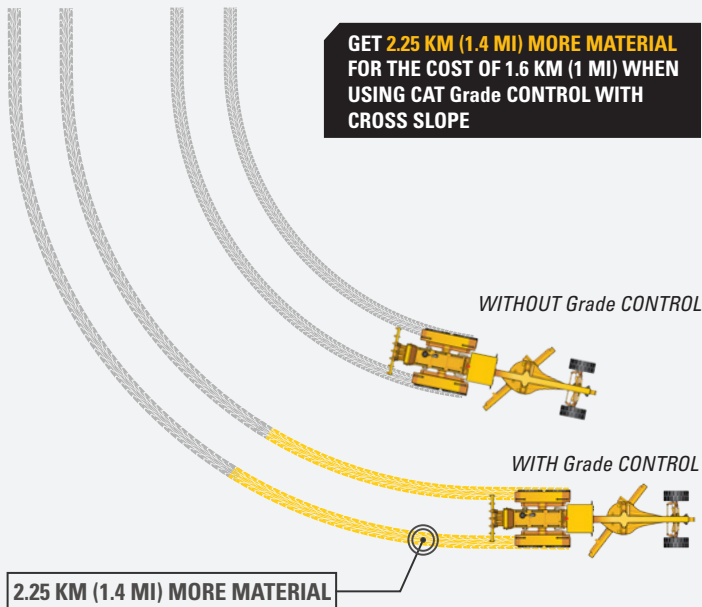 GET 2.25 KM (1.4 MI) MORE MATERIAL
FOR THE COST OF 1.6 KM (1 MI) WHEN
USING CAT Grade CONTROL WITH
CROSS SLOPE
WITHOUT Grade CONTROL
WITH Grade CONTROL
2.25 KM (1.4 MI) MORE MATERIAL